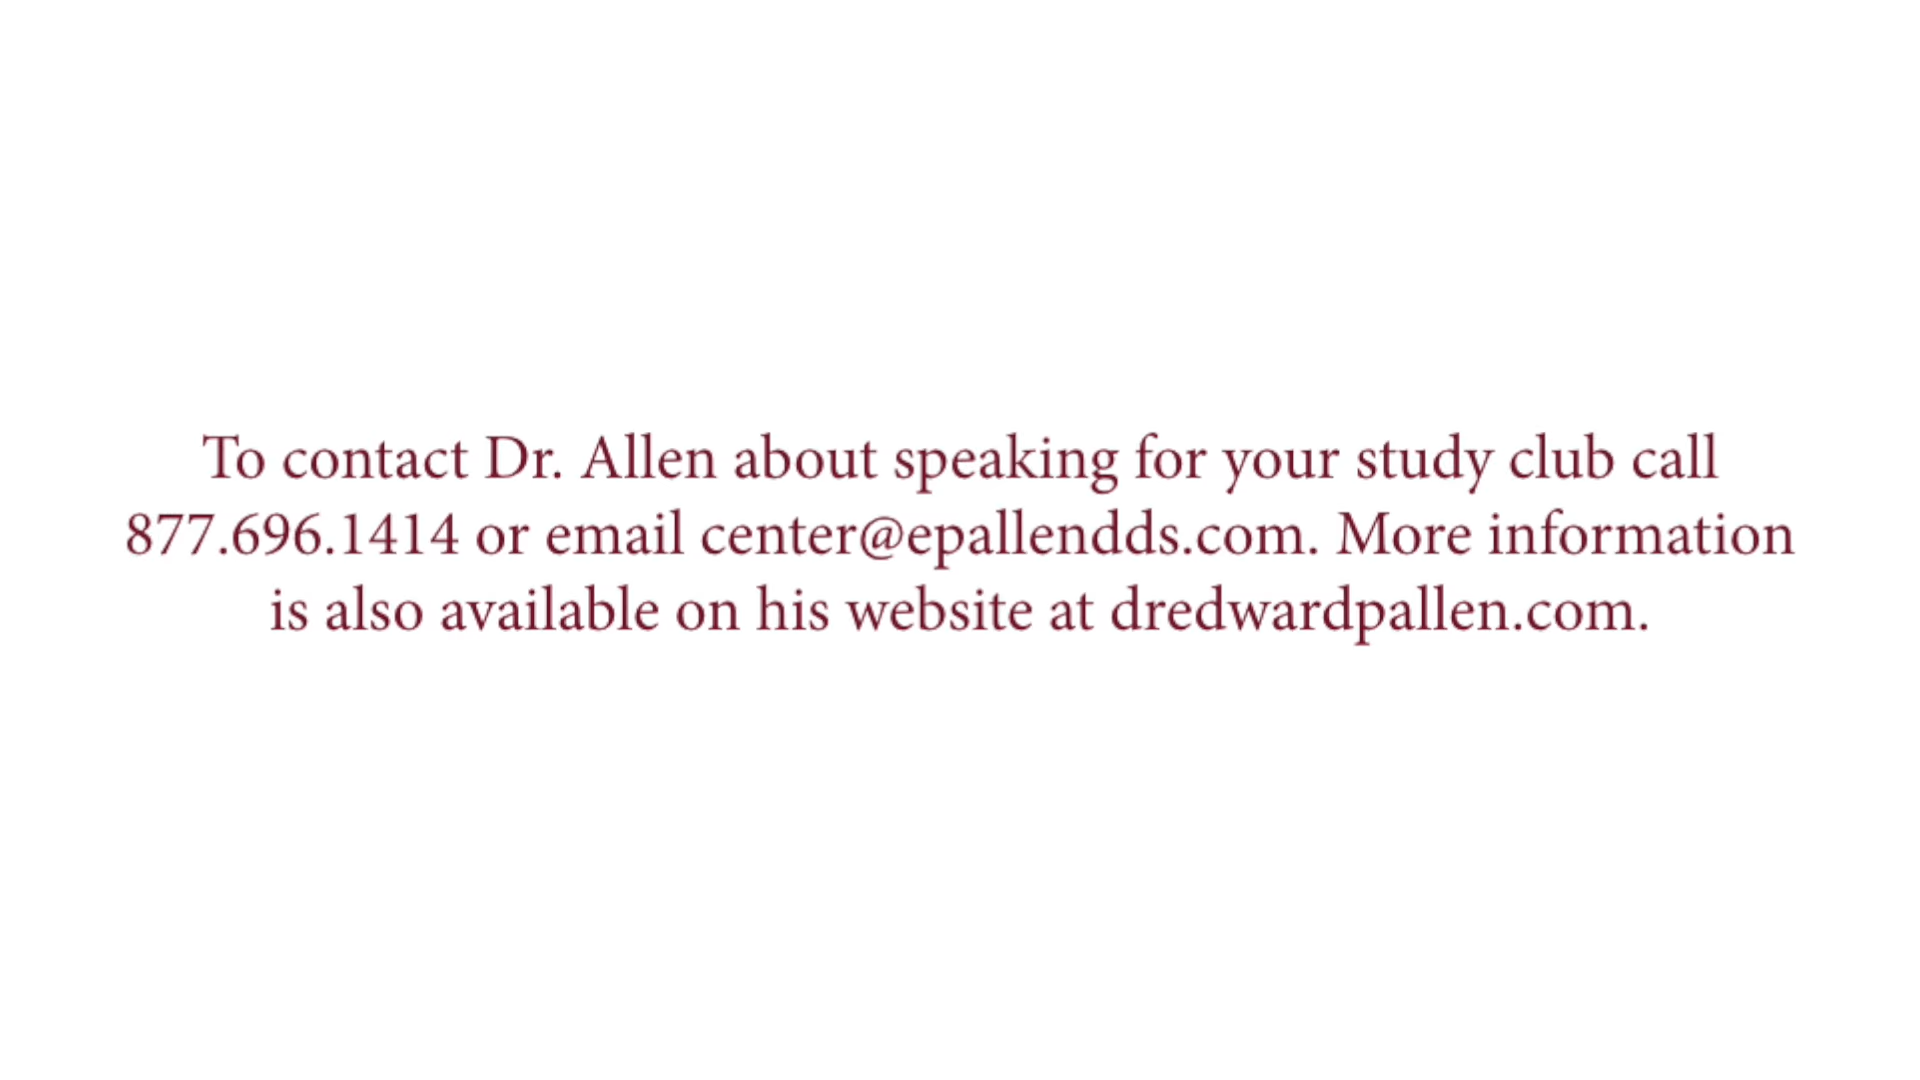 To contact Dr. Allen about speaking for your study club call
877.696.1414 or email center@epallendds.com. More information
is also available on his website at dredwardpallen.com.